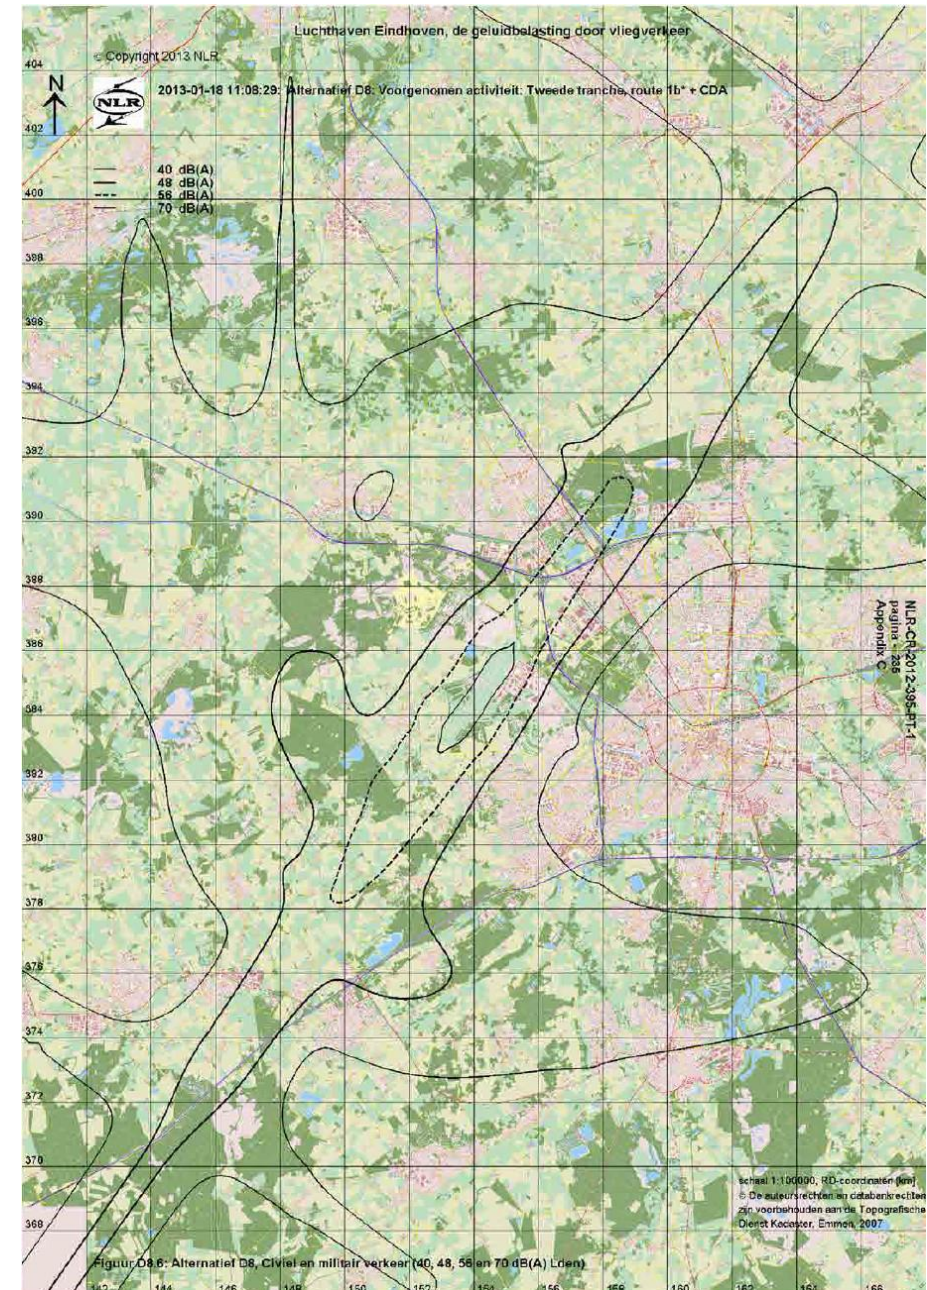 Luchthaven Eindhoven, de geluidbelasting door vliegverkeer
© Copyright 2013 NLR
N
NLR
2013-01-18 11:08:29: Alternatief D8: Voorgenomen activiteit: Tweede tranche, route 1b* + CDA
40 dB(A)
48 dB(A)
56 dB(A)
70 dB(A)
404
402
400
398
396
394
392
390
388
386
384
382
380
378
376
374
372
370
368
NLR-CR-2012-395-PT-1
pagina - 235
Appendix C
schaal 1:100000, RD-coordinaten [km]
© De auteursrechten en databankrechten
zijn voorbehouden aan de Topografische
Dienst Kadaster, Emmen, 2007
Figuur D8.6: Alternatief D8, Civiel en militair verkeer (40, 48, 56 en 70 dB(A) Lden)
142 144 146 148 150 152 154 156 158 160 162 164 166